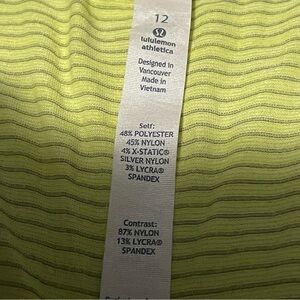 12
lululemon
athletica
Designed in
Vancouver
Made in
Vietnam
Self:
48% POLYESTER
45% NYLON
4% X-STATIC®
SILVER NYLON
3% LYCRA®
SPANDEX
Contrast:
87% NYLON
13% LYCRA®
SPANDEX